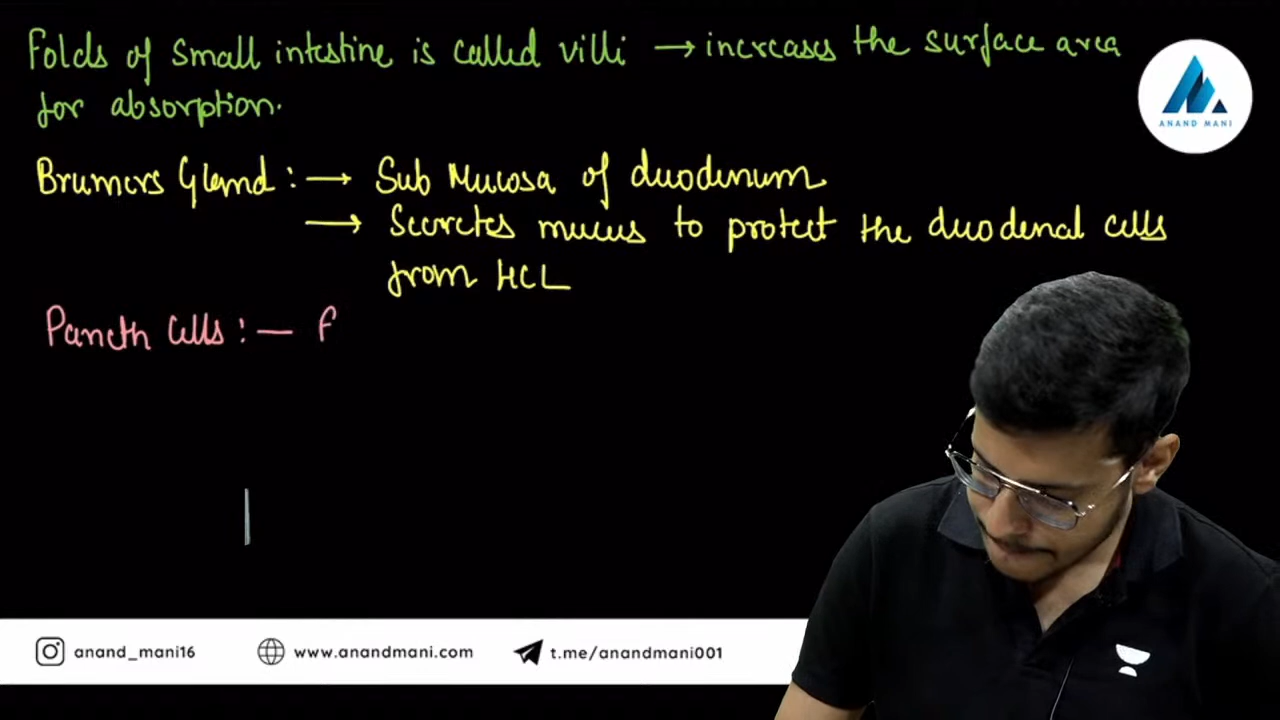 Folds of small intestine is called villi → increases the surface area
for absorption.
ANAND MANI
Brunners Gland : → Sub Mucosa of duodenum
→ Secretes mucus to protect the duodenal cells
from HCL
Paneth Cells : — F
anand_mani16
www.anandmani.com
t.me/anandmani001